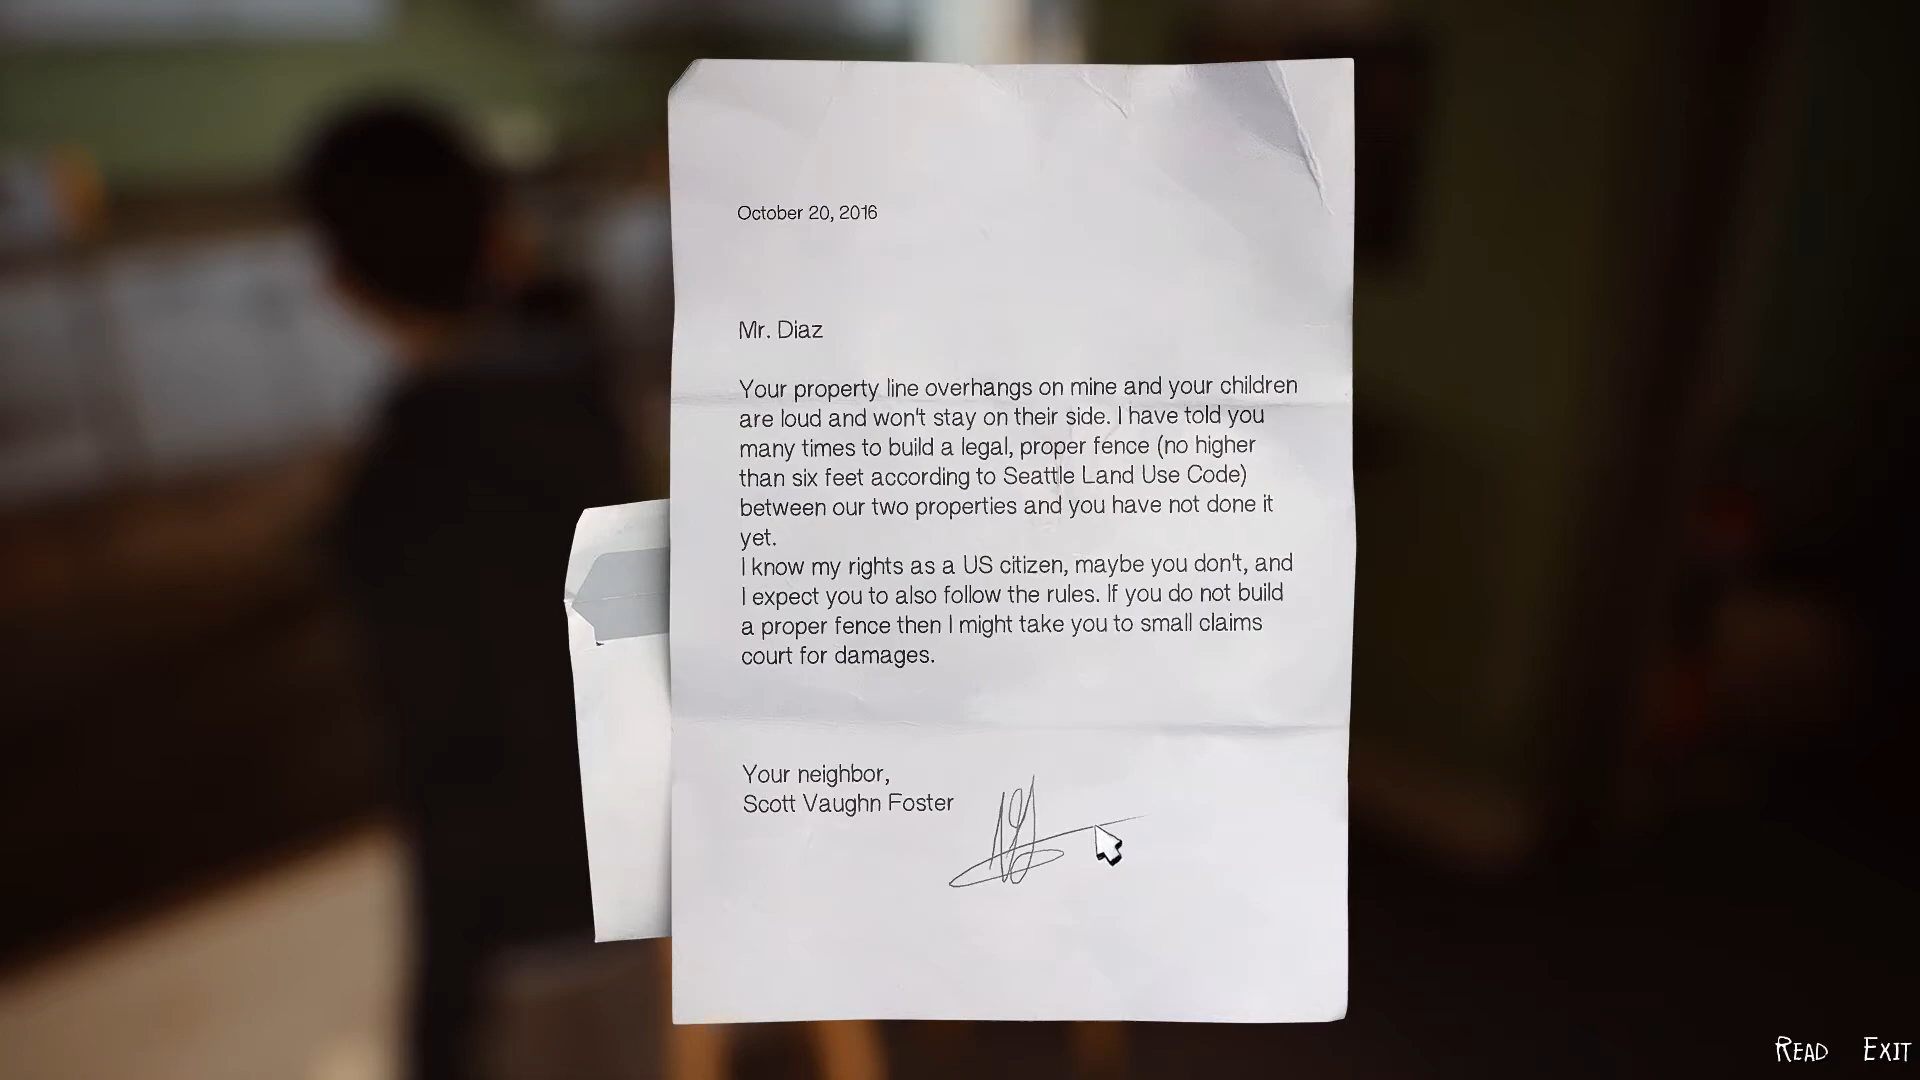 October 20, 2016
Mr. Diaz
Your property line overhangs on mine and your children
are loud and won't stay on their side. I have told you
many times to build a legal, proper fence (no higher
than six feet according to Seattle Land Use Code)
between our two properties and you have not done it
yet.
I know my rights as a US citizen, maybe you don't, and
I expect you to also follow the rules. If you do not build
a proper fence then I might take you to small claims
court for damages.
Your neighbor,
Scott Vaughn Foster
READ EXIT